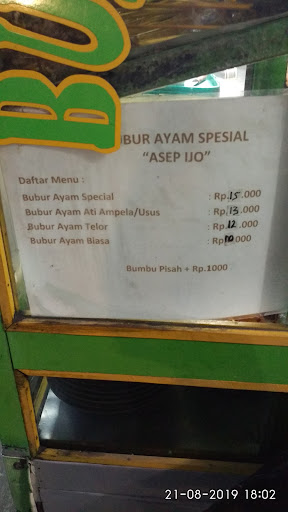 BU
BUBUR AYAM SPESIAL
"ASEP IJO"
Daftar Menu :
Bubur Ayam Special : Rp.15.000
Bubur Ayam Ati Ampela/Usus : Rp.13.000
Bubur Ayam Telor : Rp.12.000
Bubur Ayam Biasa : Rp.10.000
Bumbu Pisah + Rp.1000
21-08-2019 18:02